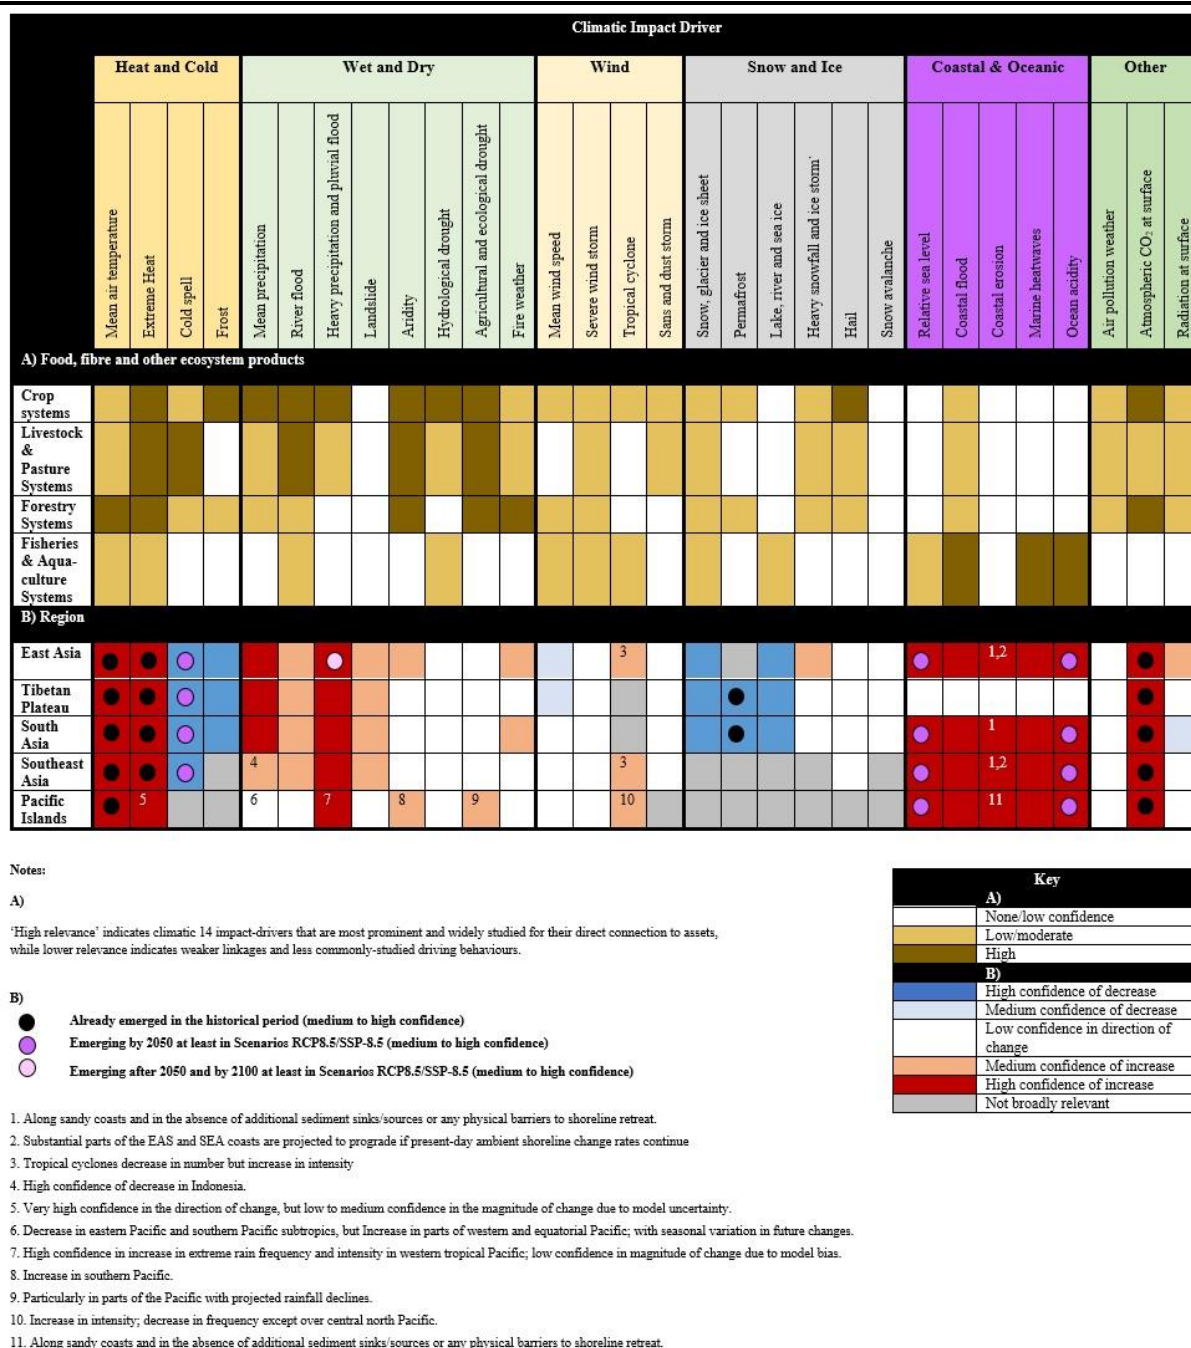 Climatic Impact Driver
Heat and Cold
Wet and Dry
Wind
Snow and Ice
Coastal & Oceanic
Other
Mean air temperature
Extreme Heat
Cold spell
Frost
Mean precipitation
River flood
Heavy precipitation and pluvial flood
Landslide
Aridity
Hydrological drought
Agricultural and ecological drought
Fire weather
Mean wind speed
Severe wind storm
Tropical cyclone
Sans and dust storm
Snow, glacier and ice sheet
Permafrost
Lake, river and sea ice
Heavy snowfall and ice storm`
Hail
Snow avalanche
Relative sea level
Coastal flood
Coastal erosion
Marine heatwaves
Ocean acidity
Air pollution weather
Atmospheric CO₂ at surface
Radiation at surface
A) Food, fibre and other ecosystem products
Crop
systems
Livestock
&
Pasture
Systems
Forestry
Systems
Fisheries
& Aqua-
culture
Systems
B) Region
East Asia
3
1,2
Tibetan
Plateau
South
Asia
1
Southeast
Asia
4
3
1,2
Pacific
Islands
5
6
7
8
9
10
11
Notes:
A)
'High relevance' indicates climatic 14 impact-drivers that are most prominent and widely studied for their direct connection to assets,
while lower relevance indicates weaker linkages and less commonly-studied driving behaviours.
B)
Already emerged in the historical period (medium to high confidence)
Emerging by 2050 at least in Scenarios RCP8.5/SSP-8.5 (medium to high confidence)
Emerging after 2050 and by 2100 at least in Scenarios RCP8.5/SSP-8.5 (medium to high confidence)
Key
A)
None/low confidence
Low/moderate
High
B)
High confidence of decrease
Medium confidence of decrease
Low confidence in direction of
change
Medium confidence of increase
High confidence of increase
Not broadly relevant
1. Along sandy coasts and in the absence of additional sediment sinks/sources or any physical barriers to shoreline retreat.
2. Substantial parts of the EAS and SEA coasts are projected to prograde if present-day ambient shoreline change rates continue
3. Tropical cyclones decrease in number but increase in intensity
4. High confidence of decrease in Indonesia.
5. Very high confidence in the direction of change, but low to medium confidence in the magnitude of change due to model uncertainty.
6. Decrease in eastern Pacific and southern Pacific subtropics, but Increase in parts of western and equatorial Pacific; with seasonal variation in future changes.
7. High confidence in increase in extreme rain frequency and intensity in western tropical Pacific; low confidence in magnitude of change due to model bias.
8. Increase in southern Pacific.
9. Particularly in parts of the Pacific with projected rainfall declines.
10. Increase in intensity; decrease in frequency except over central north Pacific.
11. Along sandy coasts and in the absence of additional sediment sinks/sources or any physical barriers to shoreline retreat.